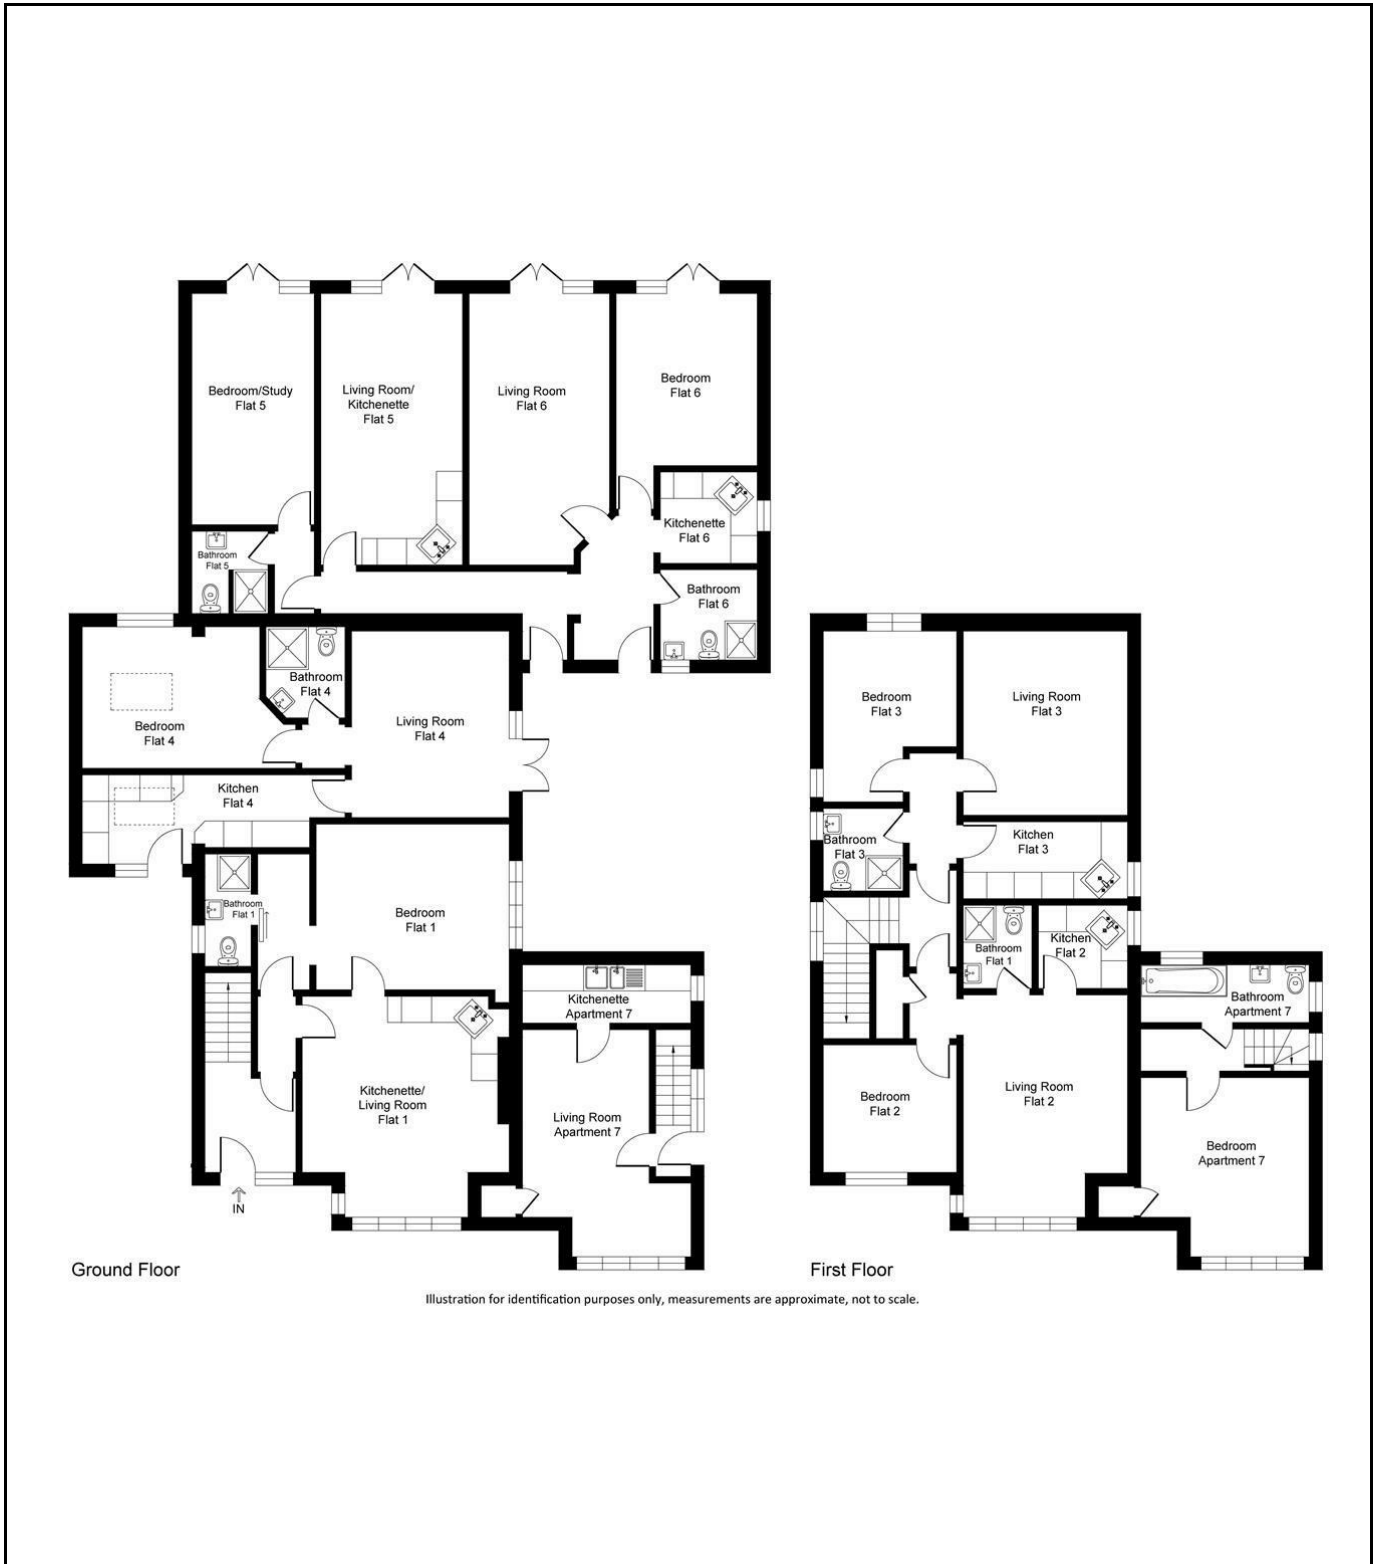 Bedroom/Study
Flat 5
Living Room/
Kitchenette
Flat 5
Living Room
Flat 6
Bedroom
Flat 6
Kitchenette
Flat 6
Bathroom
Flat 5
Bathroom
Flat 6
Bathroom
Flat 4
Bedroom
Flat 4
Living Room
Flat 4
Kitchen
Flat 4
Bathroom
Flat 1
Bedroom
Flat 1
Kitchenette
Apartment 7
Kitchenette/
Living Room
Flat 1
Living Room
Apartment 7
IN
Ground Floor
Bedroom
Flat 3
Living Room
Flat 3
Bathroom
Flat 3
Kitchen
Flat 3
Bathroom
Flat 1
Kitchen
Flat 2
Bathroom
Apartment 7
Bedroom
Flat 2
Living Room
Flat 2
Bedroom
Apartment 7
First Floor
Illustration for identification purposes only, measurements are approximate, not to scale.